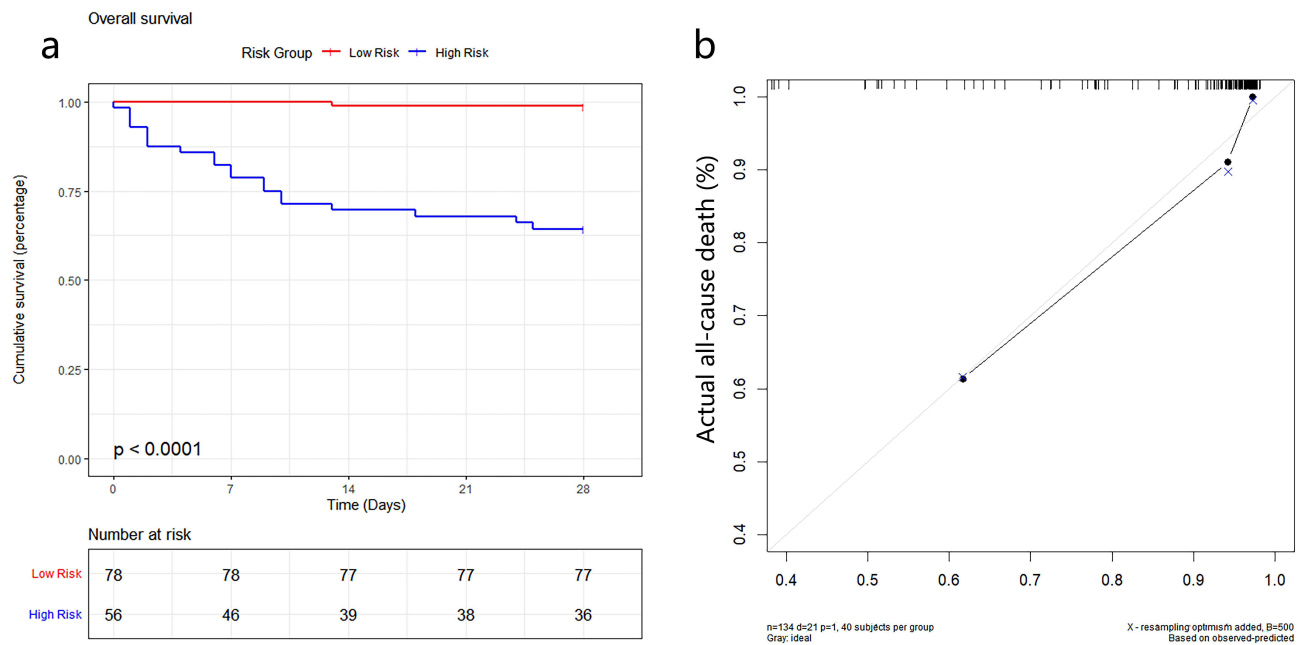 Overall survival
a
Risk Group Low Risk High Risk
Cumulative survival (percentage)
1.00
0.75
0.50
0.25
0.00
p < 0.0001
0 7 14 21 28
Time (Days)
Number at risk
Low Risk 78 78 77 77 77
High Risk 56 46 39 38 36
b
Actual all-cause death (%)
1.0
0.9
0.8
0.7
0.6
0.5
0.4
0.4 0.5 0.6 0.7 0.8 0.9 1.0
n=134 d=21 p=1, 40 subjects per group
Gray: ideal
X - resampling optimism added, B=500
Based on observed-predicted